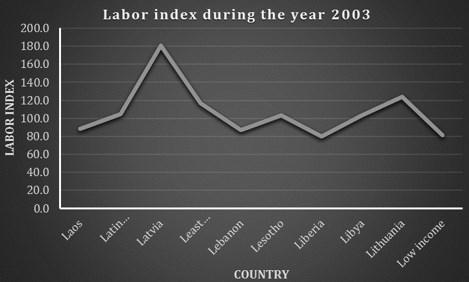 Labor index during the year 2003
LABOR INDEX
200.0
180.0
160.0
140.0
120.0
100.0
80.0
60.0
40.0
20.0
0.0
Laos
Latin...
Latvia
Least...
Lebanon
Lesotho
Liberia
Libya
Lithuania
Low income
COUNTRY